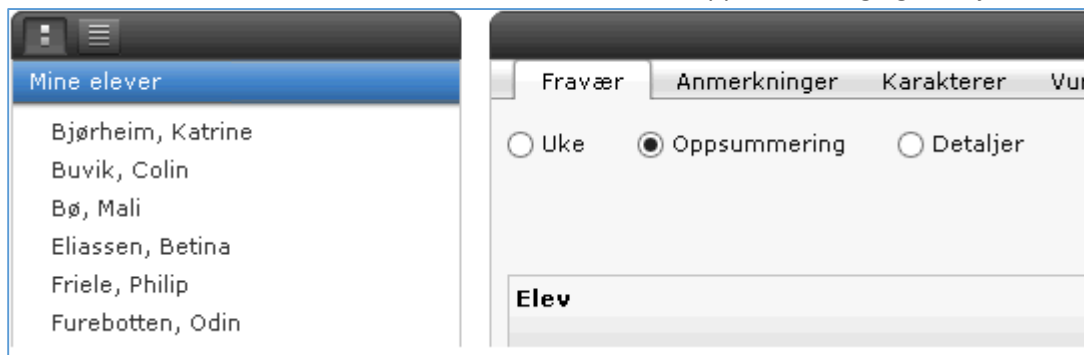 Mine elever
Bjørheim, Katrine
Buvik, Colin
Bø, Mali
Eliassen, Betina
Friele, Philip
Furebotten, Odin
Fravær Anmerkninger Karakterer
Uke Oppsummering Detaljer
Elev